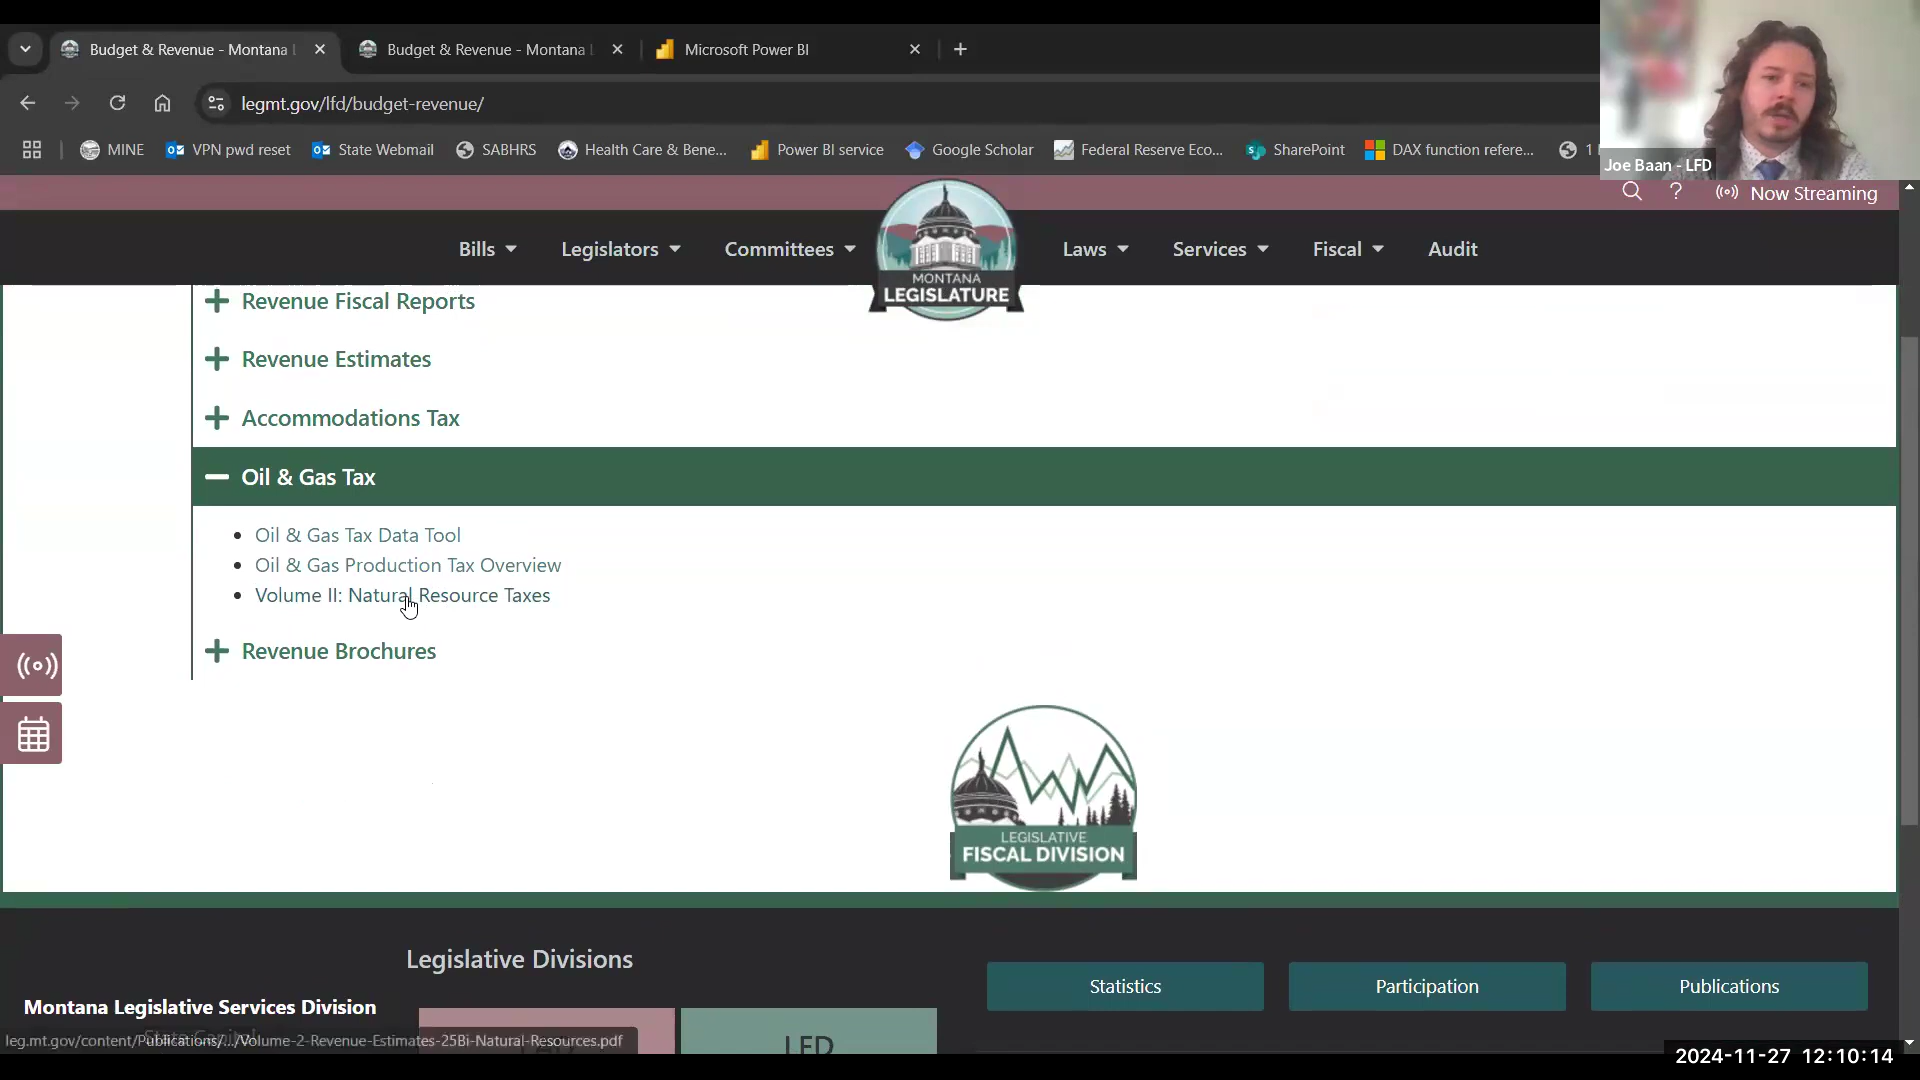 Budget & Revenue - Montana
Budget & Revenue - Montana
Microsoft Power BI
legmt.gov/lfd/budget-revenue/
MINE
VPN pwd reset
State Webmail
SABHRS
Health Care & Bene...
Power BI service
Google Scholar
Federal Reserve Eco...
SharePoint
DAX function refere...
Joe Baan - LFD
? Now Streaming
Bills
Legislators
Committees
MONTANA
LEGISLATURE
Laws
Services
Fiscal
Audit
Revenue Fiscal Reports
Revenue Estimates
Accommodations Tax
Oil & Gas Tax
Oil & Gas Tax Data Tool
Oil & Gas Production Tax Overview
Volume II: Natural Resource Taxes
Revenue Brochures
LEGISLATIVE
FISCAL DIVISION
Legislative Divisions
Statistics
Participation
Publications
Montana Legislative Services Division
leg.mt.gov/content/Publications/.../Volume-2-Revenue-Estimates-25Bi-Natural-Resources.pdf
LFD
2024-11-27 12:10:14